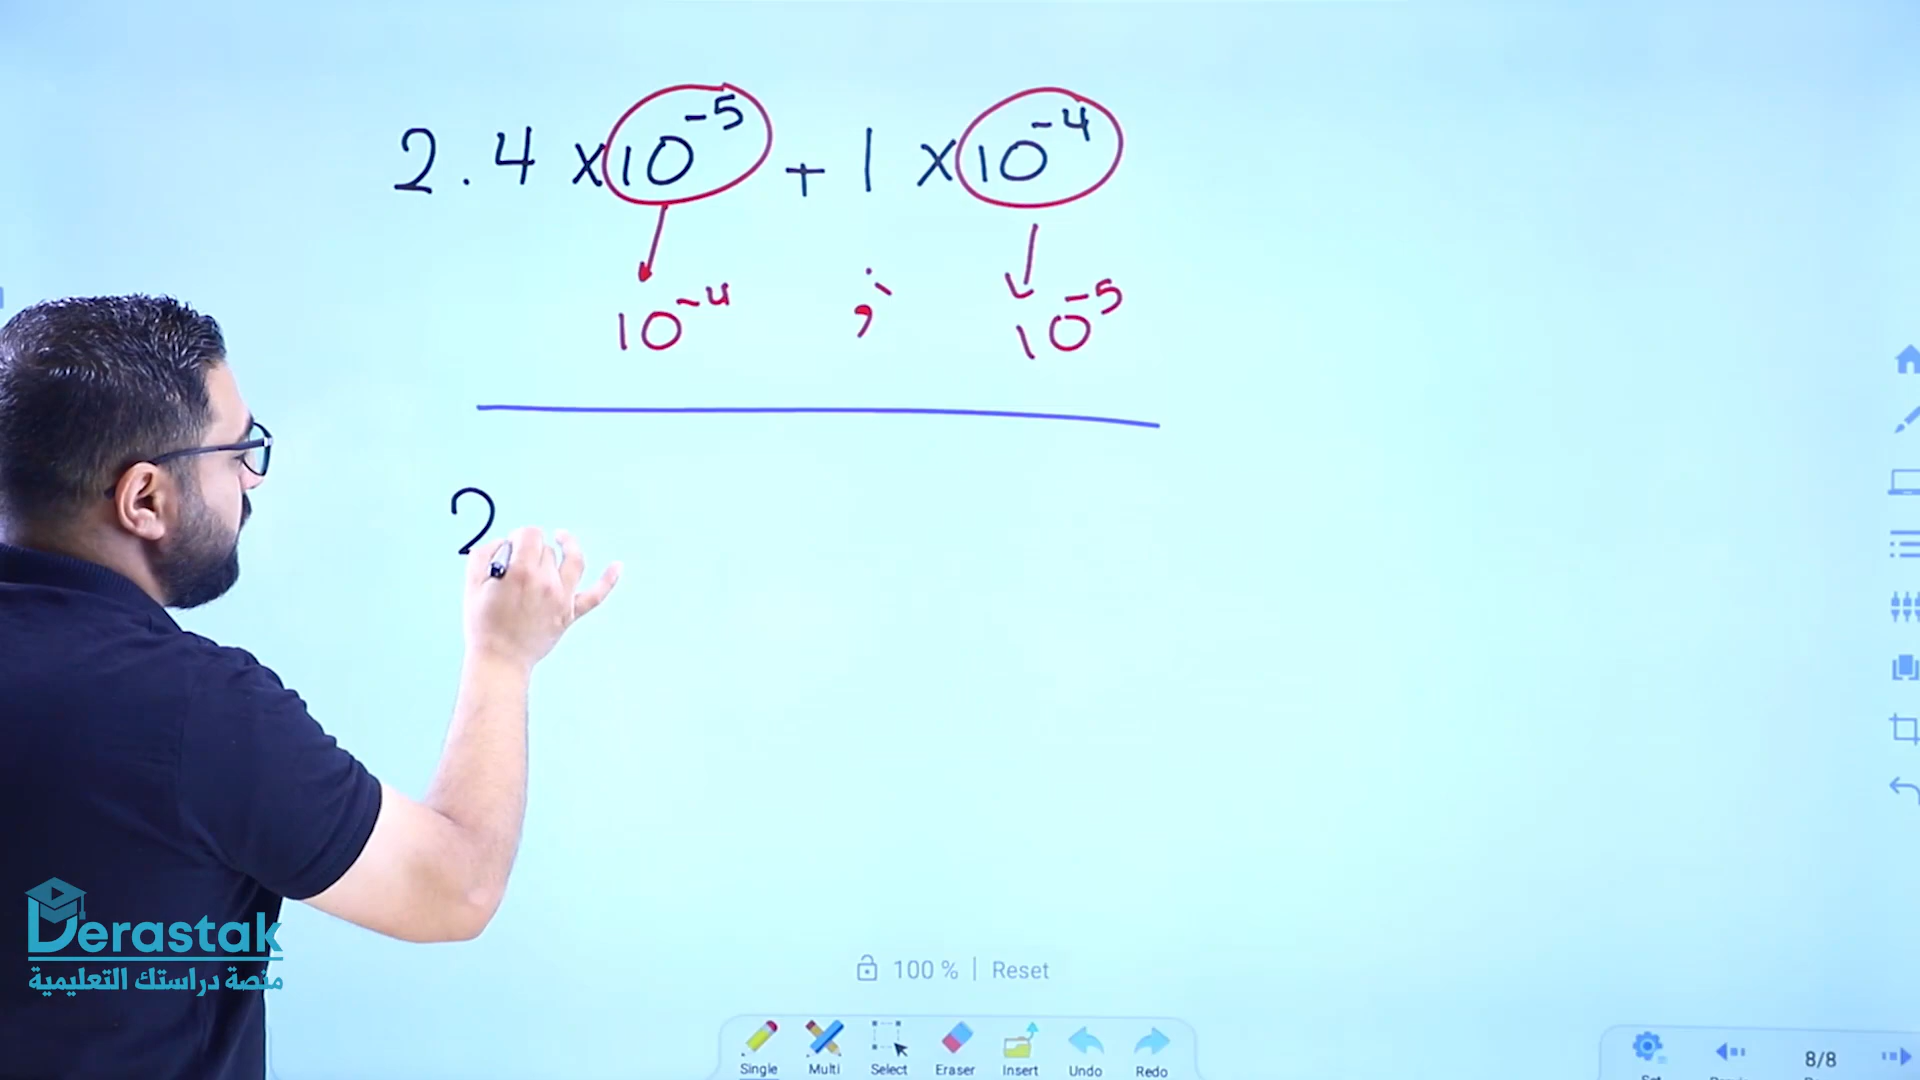 2.4 ×10⁻⁵ + 1 ×10⁻⁴
10⁻⁴ أو 10⁻⁵
2
Derastak
منصة دراستك التعليمية
100 % | Reset
Single Multi Select Eraser Insert Undo Redo
8/8